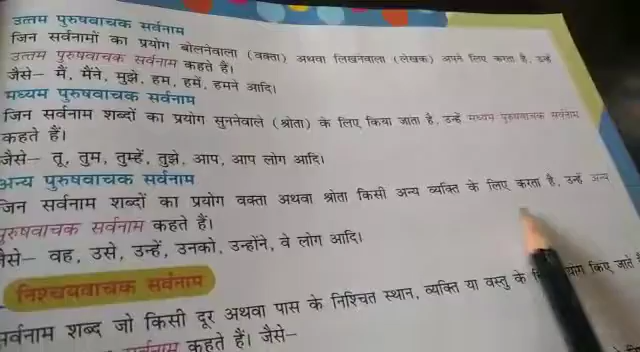 उत्तम पुरुषवाचक सर्वनाम
जिन सर्वनामों का प्रयोग बोलनेवाला (वक्ता) अथवा लिखनेवाला (लेखक) अपने लिए करता है, उन्हें
उत्तम पुरुषवाचक सर्वनाम कहते हैं।
जैसे— मैं, मैंने, मुझे, हम, हमें, हमने आदि।
मध्यम पुरुषवाचक सर्वनाम
जिन सर्वनाम शब्दों का प्रयोग सुननेवाले (श्रोता) के लिए किया जाता है, उन्हें मध्यम पुरुषवाचक सर्वनाम
कहते हैं।
जैसे— तू, तुम, तुम्हें, तुझे, आप, आप लोग आदि।
अन्य पुरुषवाचक सर्वनाम
जिन सर्वनाम शब्दों का प्रयोग वक्ता अथवा श्रोता किसी अन्य व्यक्ति के लिए करता है, उन्हें अन्य
पुरुषवाचक सर्वनाम कहते हैं।
जैसे— वह, उसे, उन्हें, उनको, उन्होंने, वे लोग आदि।
निश्चयवाचक सर्वनाम
सर्वनाम शब्द जो किसी दूर अथवा पास के निश्चित स्थान, व्यक्ति या वस्तु के किए जाते
सर्वनाम कहते हैं। जैसे—